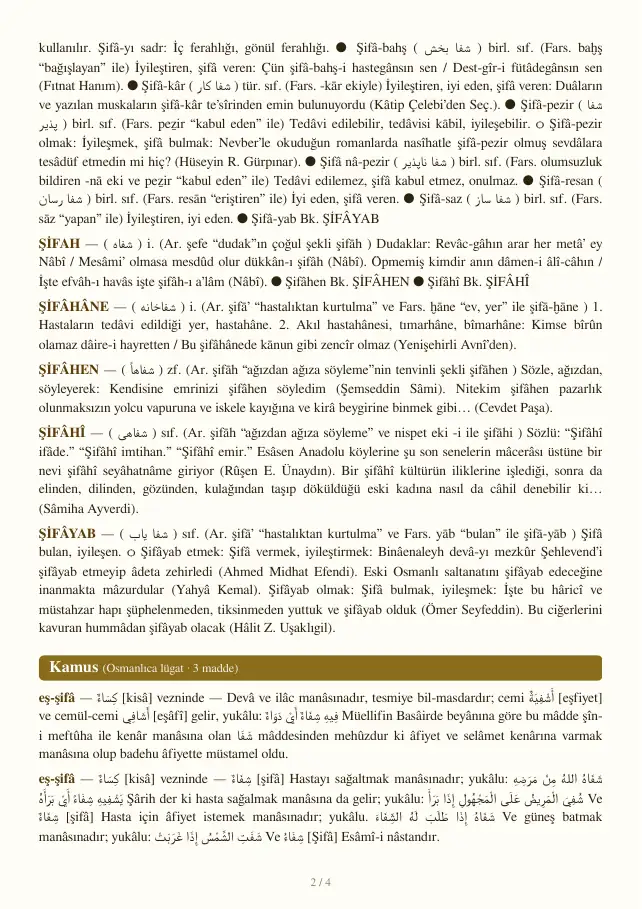 kullanılır. Şifâ-yı sadr: İç ferahlığı, gönül ferahlığı. ● Şifâ-bahş ( شفا بخش ) birl. sıf. (Fars. baḫş
“bağışlayan” ile) İyileştiren, şifâ veren: Çün şifâ-bahş-i hastegânsın sen / Dest-gîr-i fütâdegânsın sen
(Fıtnat Hanım). ● Şifâ-kâr ( شفا كار ) tür. sıf. (Fars. -kār ekiyle) İyileştiren, iyi eden, şifâ veren: Duâların
ve yazılan muskaların şifâ-kâr te’sîrinden emin bulunuyordu (Kâtip Çelebi’den Seç.). ● Şifâ-pezir ( شفا
پذير ) birl. sıf. (Fars. peẕіr “kabul eden” ile) Tedâvi edilebilir, tedâvisi kābil, iyileşebilir. ○ Şifâ-pezir
olmak: İyileşmek, şifâ bulmak: Nevber’le okuduğun romanlarda nasîhatle şifâ-pezir olmuş sevdâlara
tesâdüf etmedin mi hiç? (Hüseyin R. Gürpınar). ● Şifâ nâ-pezir ( شفا ناپذير ) birl. sıf. (Fars. olumsuzluk
bildiren -nā eki ve peẕіr “kabul eden” ile) Tedâvi edilemez, şifâ kabul etmez, onulmaz. ● Şifâ-resan (
شفا رسان ) birl. sıf. (Fars. resān “eriştiren” ile) İyi eden, şifâ veren. ● Şifâ-saz ( شفا ساز ) birl. sıf. (Fars.
sāz “yapan” ile) İyileştiren, iyi eden. ● Şifâ-yab Bk. ŞİFÂYAB
ŞİFAH — ( شفاه ) i. (Ar. şefe “dudak”ın çoğul şekli şifāh ) Dudaklar: Revâc-gâhın arar her metâ‘ ey
Nâbî / Mesâmi‘ olmasa mesdûd olur dükkân-ı şifâh (Nâbî). Öpmemiş kimdir anın dâmen-i âlî-câhın /
İşte efvâh-ı havâs işte şifâh-ı a’lâm (Nâbî). ● Şifâhen Bk. ŞİFÂHEN ● Şifâhî Bk. ŞİFÂHÎ
ŞİFÂHÂNE — ( شفاخانه ) i. (Ar. şifā’ “hastalıktan kurtulma” ve Fars. ḫāne “ev, yer” ile şifā-ḫāne ) 1.
Hastaların tedâvi edildiği yer, hastahâne. 2. Akıl hastahânesi, tımarhâne, bîmarhâne: Kimse bîrûn
olamaz dâire-i hayretten / Bu şifâhânede kānun gibi zencîr olmaz (Yenişehirli Avnî’den).
ŞİFÂHEN — ( شفاهاً ) zf. (Ar. şifāh “ağızdan ağıza söyleme”nin tenvinli şekli şifāhen ) Sözle, ağızdan,
söyleyerek: Kendisine emrinizi şifâhen söyledim (Şemseddin Sâmi). Nitekim şifâhen pazarlık
olunmaksızın yolcu vapuruna ve iskele kayığına ve kirâ beygirine binmek gibi… (Cevdet Paşa).
ŞİFÂHÎ — ( شفاهى ) sıf. (Ar. şifāh “ağızdan ağıza söyleme” ve nispet eki -і ile şifāhі ) Sözlü: “Şifâhî
ifâde.” “Şifâhî imtihan.” “Şifâhî emir.” Esâsen Anadolu köylerine şu son senelerin mâcerâsı üstüne bir
nevi şifâhî seyâhatnâme giriyor (Rûşen E. Ünaydın). Bir şifâhî kültürün iliklerine işlediği, sonra da
elinden, dilinden, gözünden, kulağından taşıp döküldüğü eski kadına nasıl da câhil denebilir ki…
(Sâmiha Ayverdi).
ŞİFÂYAB — ( شفا ياب ) sıf. (Ar. şifā’ “hastalıktan kurtulma” ve Fars. yāb “bulan” ile şifā-yāb ) Şifâ
bulan, iyileşen. ○ Şifâyab etmek: Şifâ vermek, iyileştirmek: Binâenaleyh devâ-yı mezkûr Şehlevend’i
şifâyab etmeyip âdeta zehirledi (Ahmed Midhat Efendi). Eski Osmanlı saltanatını şifâyab edeceğine
inanmakta mâzurdular (Yahyâ Kemal). Şifâyab olmak: Şifâ bulmak, iyileşmek: İşte bu hâricî ve
müstahzar hapı şüphelenmeden, tiksinmeden yuttuk ve şifâyab olduk (Ömer Seyfeddin). Bu ciğerlerini
kavuran hummâdan şifâyab olacak (Hâlit Z. Uşaklıgil).
Kamus (Osmanlıca lügat · 3 madde)
eş-şifâ — كِسَاءٌ [kisâ] vezninde — Devâ ve ilâc manâsınadır, tesmiye bil-masdardır; cemi أَشْفِيَةٌ [eşfiyet]
ve cemül-cemi أَشَافِي [eşâfî] gelir, yukâlu: فِيهِ شِفَاءٌ أَيْ دَوَاءٌ Müellifin Basâirde beyânına göre bu mâdde şîn-
i meftûha ile kenâr manâsına olan شَفَا mâddesinden mehûzdur ki âfiyet ve selâmet kenârına varmak
manâsına olup badehu âfiyette müstamel oldu.
eş-şifâ — كِسَاءٌ [kisâ] vezninde — شِفَاءٌ [şifâ] Hastayı sağaltmak manâsınadır; yukâlu: شَفَاهُ اللهُ مِنْ مَرَضِهِ
يَشْفِيهِ شِفَاءً أَيْ بَرَأَهُ Şârih der ki hasta sağalmak manâsına da gelir; yukâlu: شُفِيَ الْمَرِيضُ عَلَى الْمَجْهُولِ إِذَا بَرَأَ Ve
شِفَاءٌ [şifâ] Hasta için âfiyet istemek manâsınadır; yukâlu. شَفَاهُ إِذَا طَلَبَ لَهُ الشِّفَاءَ Ve güneş batmak
manâsınadır; yukâlu: شَفَتِ الشَّمْسُ إِذَا غَرَبَتْ Ve شِفَاءٌ [Şifâ] Esâmî-i nâstandır.
2 / 4